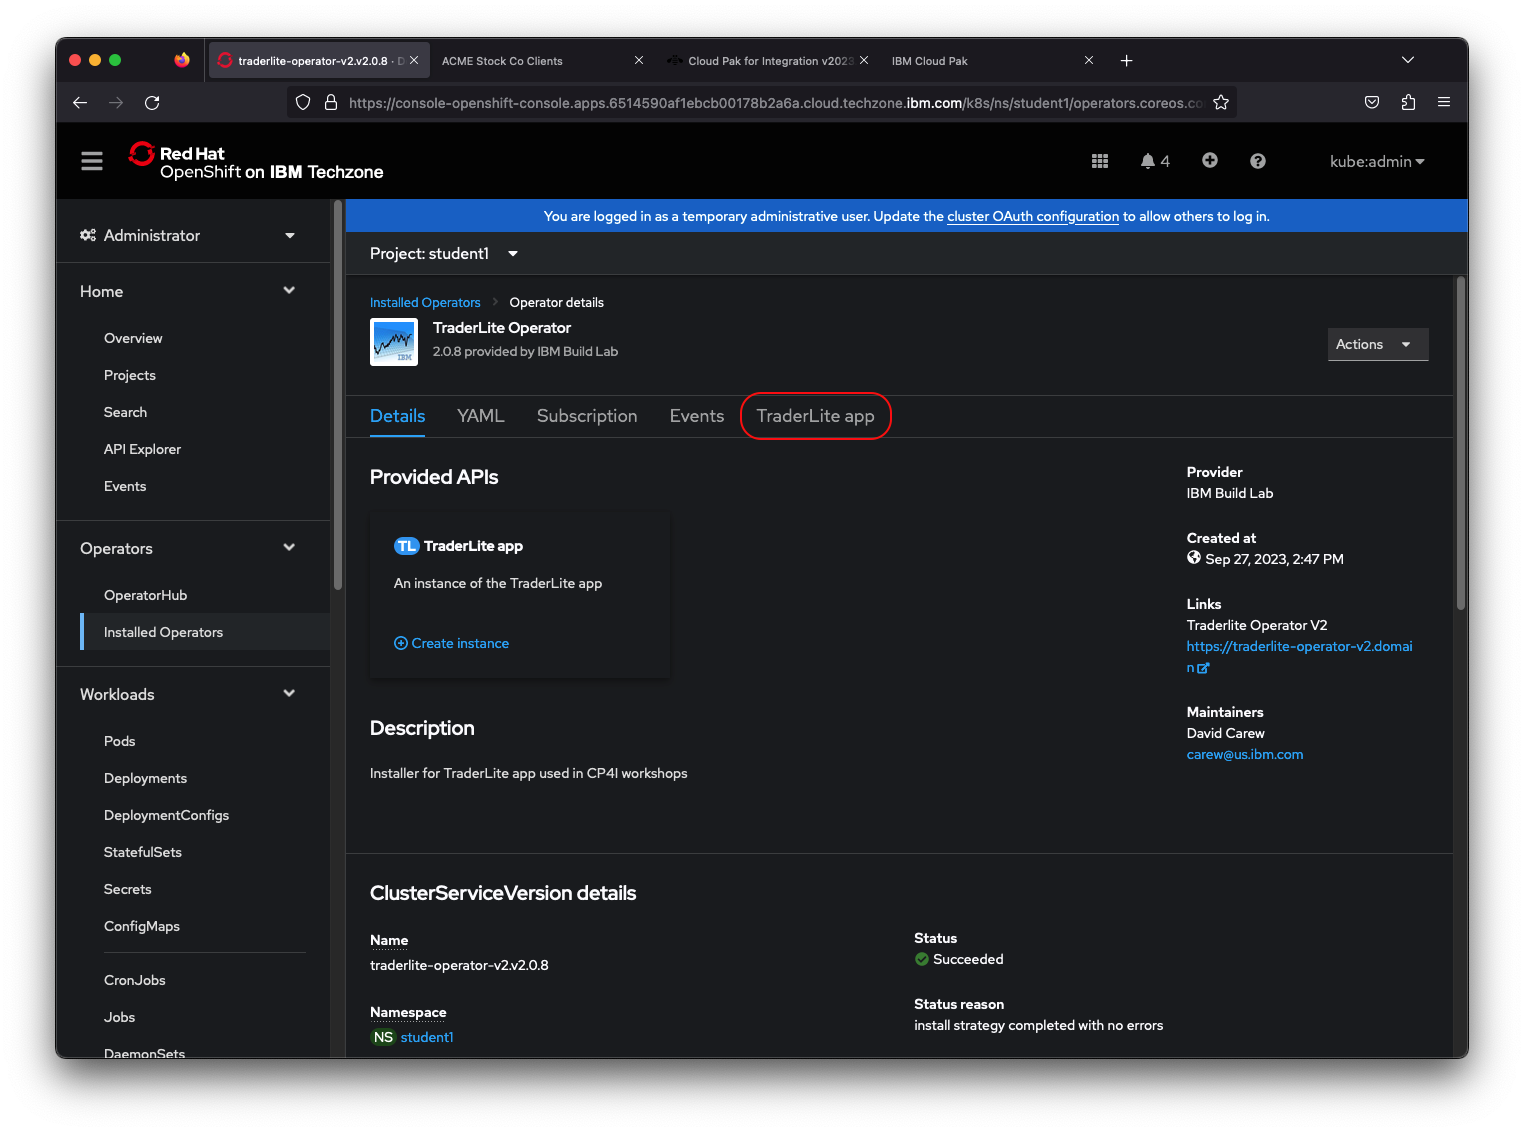 traderlite-operator-v2.v2.0.8 · D
ACME Stock Co Clients
Cloud Pak for Integration v2023
IBM Cloud Pak
https://console-openshift-console.apps.6514590af1ebcb00178b2a6a.cloud.techzone.ibm.com/k8s/ns/student1/operators.coreos.co
Red Hat
OpenShift on IBM Techzone
4
kube:admin
You are logged in as a temporary administrative user. Update the cluster OAuth configuration to allow others to log in.
Administrator
Home
Overview
Projects
Search
API Explorer
Events
Operators
OperatorHub
Installed Operators
Workloads
Pods
Deployments
DeploymentConfigs
StatefulSets
Secrets
ConfigMaps
CronJobs
Jobs
DaemonSets
Project: student1
Installed Operators
Operator details
IBM
TraderLite Operator
2.0.8 provided by IBM Build Lab
Actions
Details
YAML
Subscription
Events
TraderLite app
Provided APIs
TL TraderLite app
An instance of the TraderLite app
Create instance
Description
Installer for TraderLite app used in CP4I workshops
Provider
IBM Build Lab
Created at
Sep 27, 2023, 2:47 PM
Links
Traderlite Operator V2
https://traderlite-operator-v2.domai
n
Maintainers
David Carew
carew@us.ibm.com
ClusterServiceVersion details
Name
traderlite-operator-v2.v2.0.8
Namespace
NS student1
Status
Succeeded
Status reason
install strategy completed with no errors